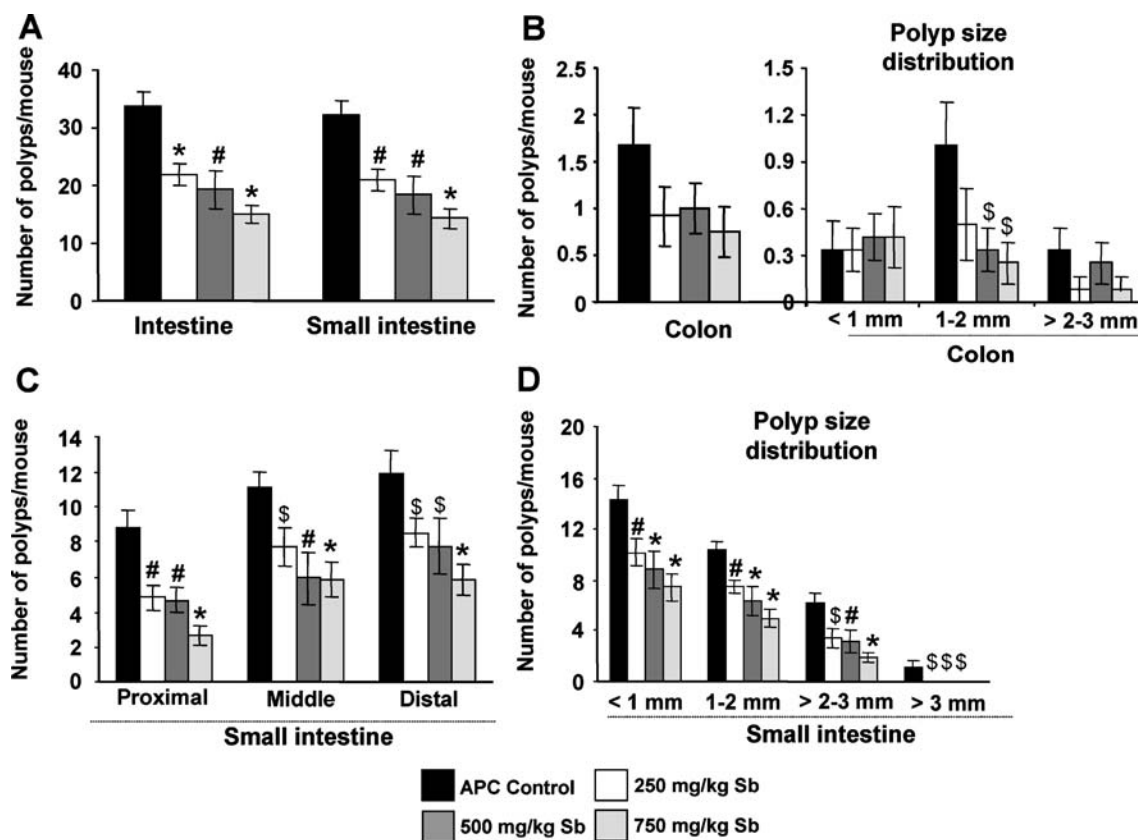 A
Number of polyps/mouse
40
30
20
10
0
*
#
*
#
#
*
Intestine
Small intestine
B
Number of polyps/mouse
2.5
2
1.5
1
0.5
0
Colon
Polyp size
distribution
1.5
1.2
0.9
0.6
0.3
0
$
$
< 1 mm
1-2 mm
> 2-3 mm
Colon
C
Number of polyps/mouse
14
12
10
8
6
4
2
0
#
#
*
$
#
*
$
$
*
Proximal
Middle
Distal
Small intestine
D
Number of polyps/mouse
Polyp size
distribution
20
16
12
8
4
0
#
*
*
#
*
*
$
#
*
$$$
< 1 mm
1-2 mm
> 2-3 mm
> 3 mm
Small intestine
APC Control
250 mg/kg Sb
500 mg/kg Sb
750 mg/kg Sb